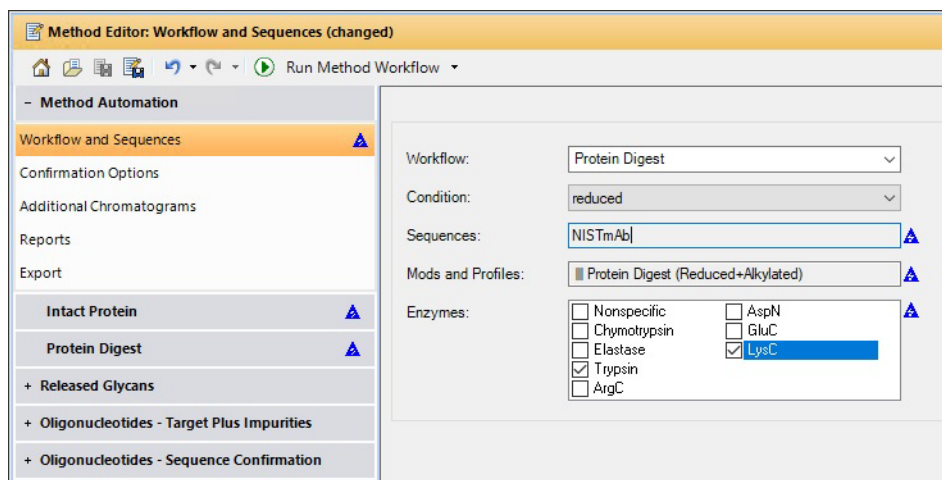 Method Editor: Workflow and Sequences (changed)
Run Method Workflow
− Method Automation
Workflow and Sequences
Confirmation Options
Additional Chromatograms
Reports
Export
Intact Protein
Protein Digest
+ Released Glycans
+ Oligonucleotides - Target Plus Impurities
+ Oligonucleotides - Sequence Confirmation
Workflow: Protein Digest
Condition: reduced
Sequences: NISTmAb
Mods and Profiles: Protein Digest (Reduced+Alkylated)
Enzymes: Nonspecific AspN
Chymotrypsin GluC
Elastase LysC
Trypsin
ArgC